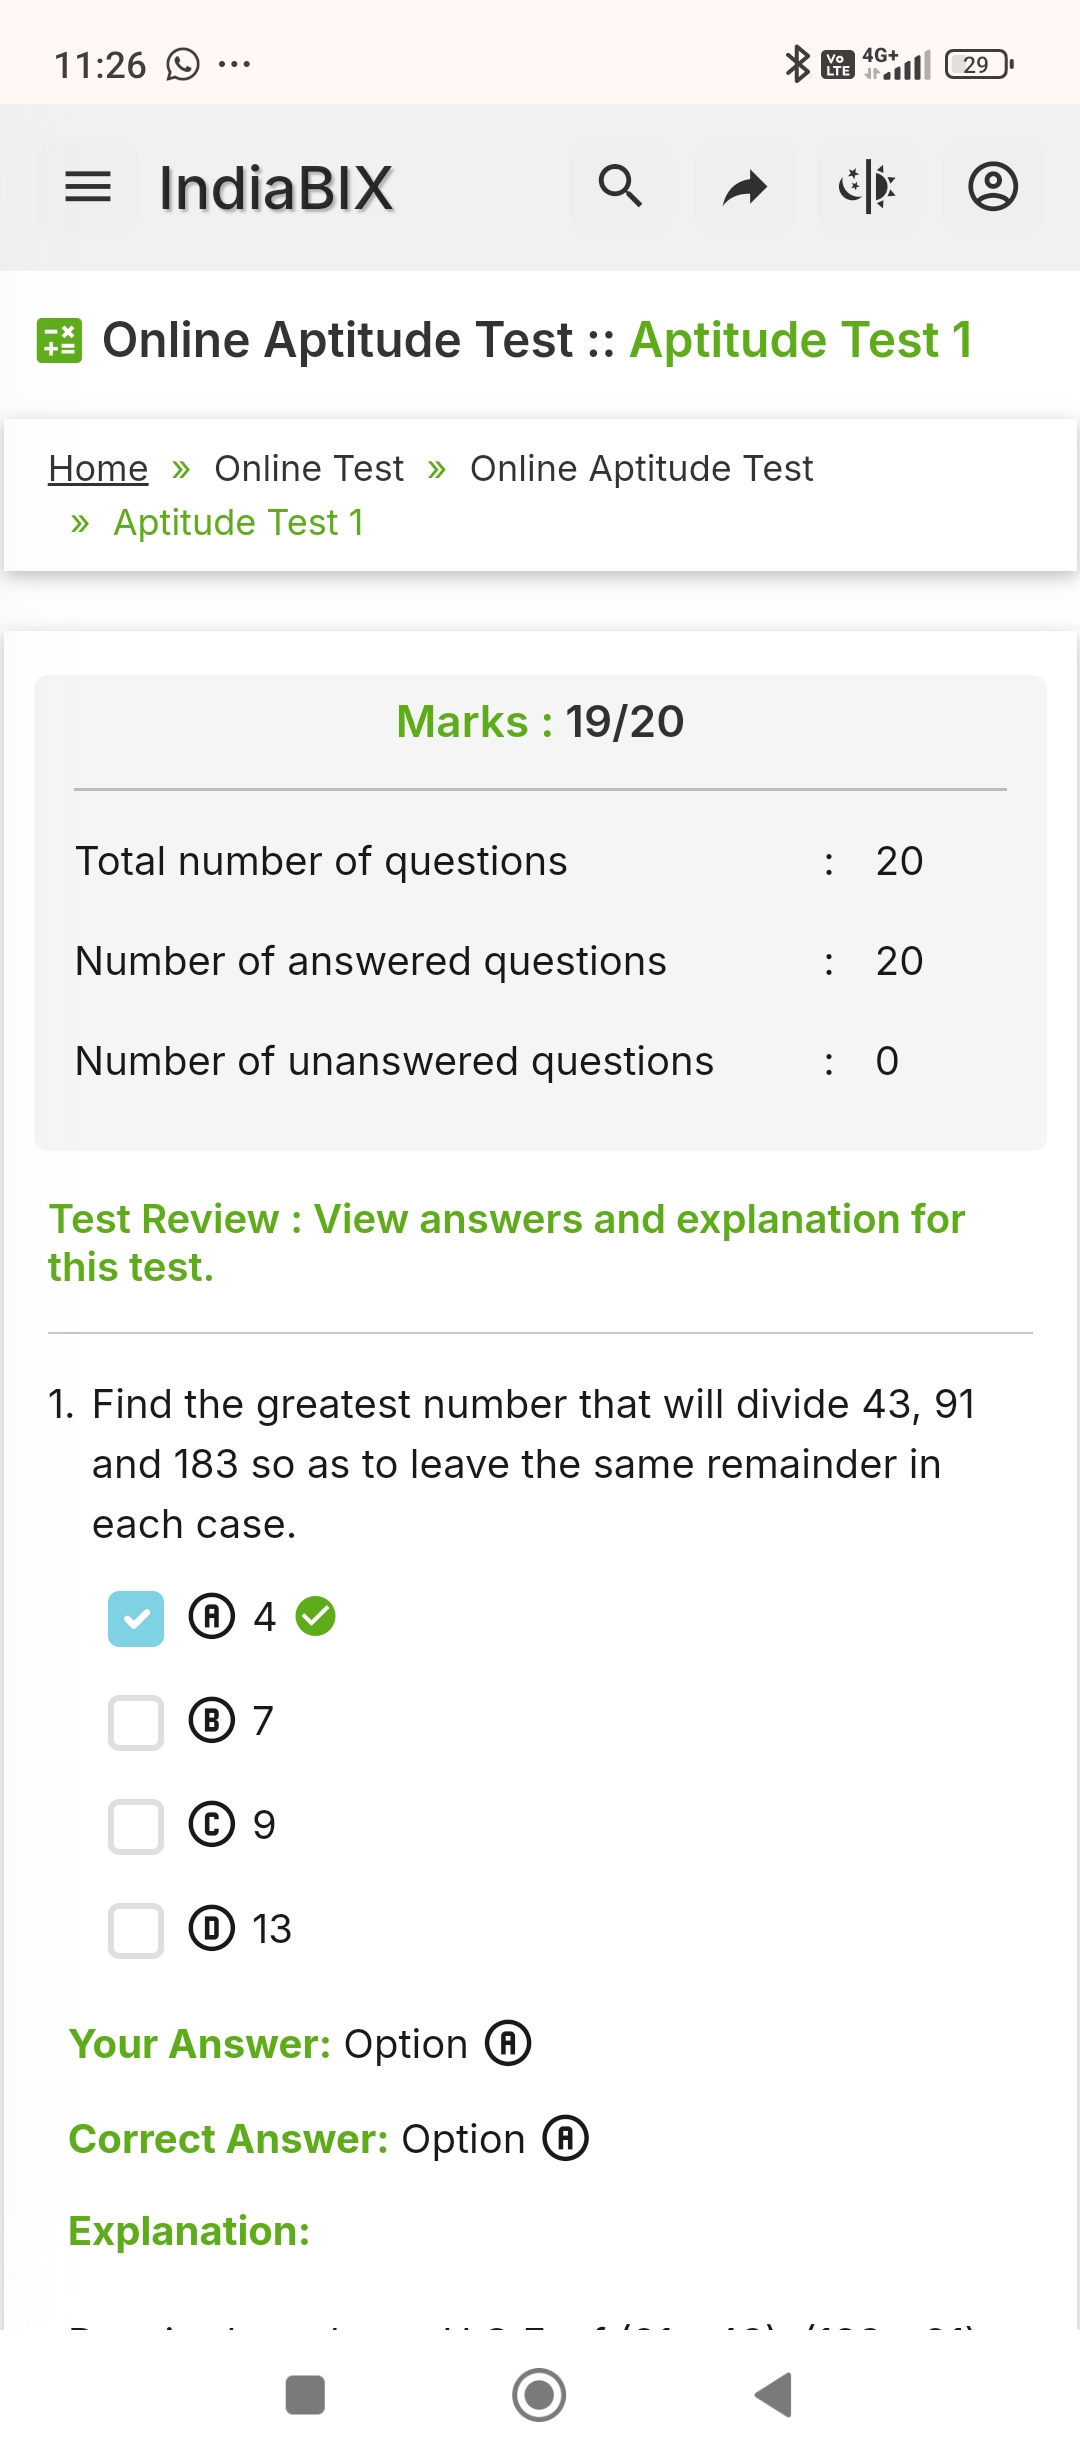 11:26
Vo LTE 4G+ 29
IndiaBIX
Online Aptitude Test :: Aptitude Test 1
Home » Online Test » Online Aptitude Test
» Aptitude Test 1
Marks : 19/20
Total number of questions : 20
Number of answered questions : 20
Number of unanswered questions : 0
Test Review : View answers and explanation for
this test.
1. Find the greatest number that will divide 43, 91
and 183 so as to leave the same remainder in
each case.
A 4
B 7
C 9
D 13
Your Answer: Option A
Correct Answer: Option A
Explanation: